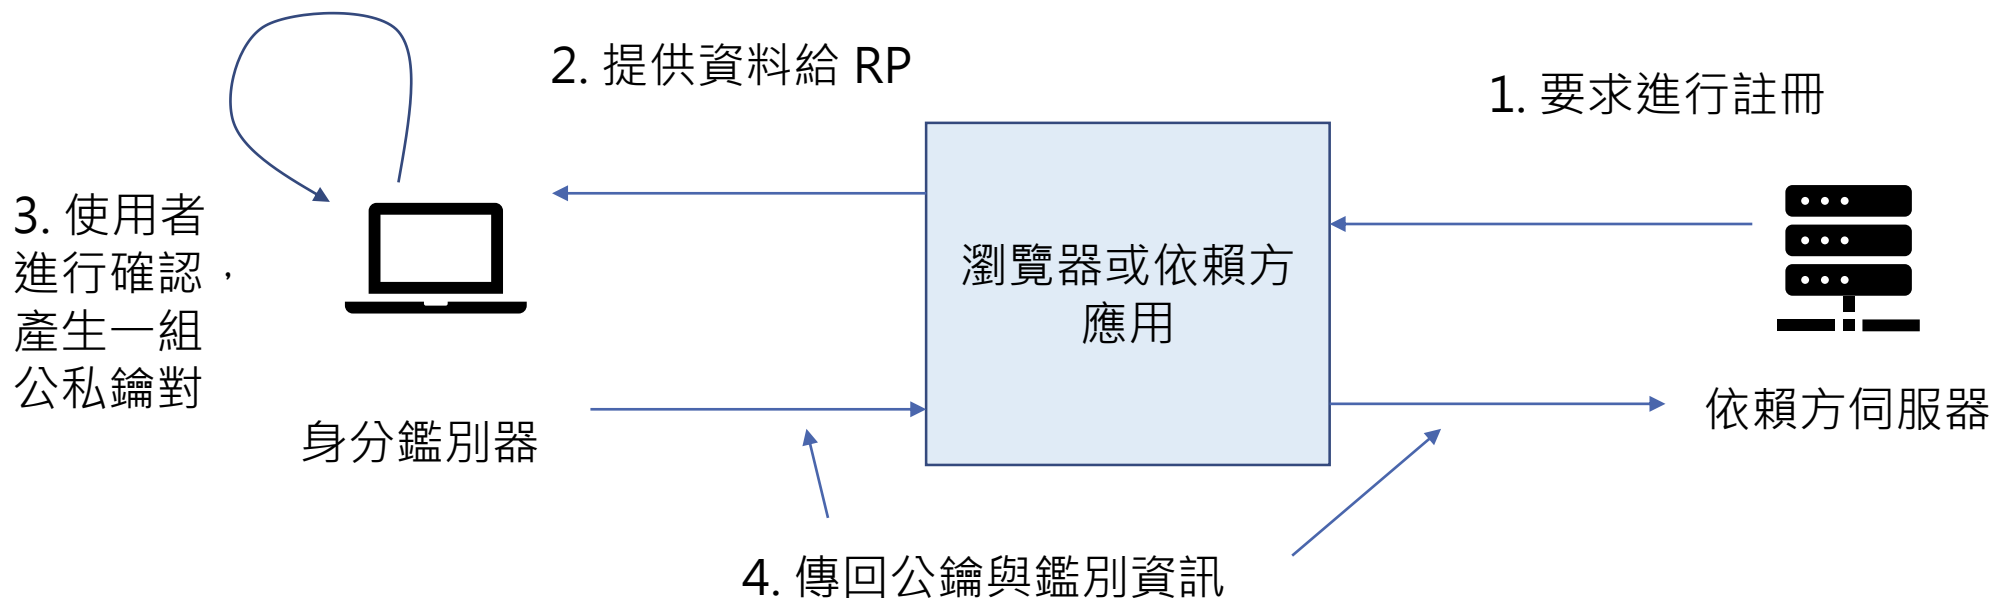 2. 提供資料給 RP
1. 要求進行註冊
3. 使用者
進行確認，
產生一組
公私鑰對
瀏覽器或依賴方
應用
身分鑑別器
依賴方伺服器
4. 傳回公鑰與鑑別資訊